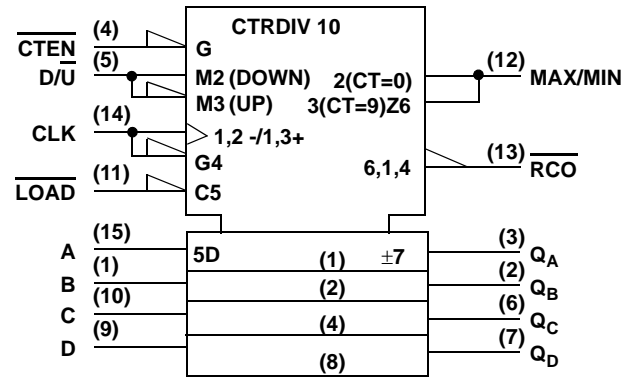 CTRDIV 10
CTEN (4) G
D/U (5) M2 (DOWN) 2(CT=0) (12) MAX/MIN
M3 (UP) 3(CT=9)Z6
CLK (14) 1,2 -/1,3+
G4 6,1,4 (13) RCO
LOAD (11) C5
A (15) 5D (1) ±7 (3) QA
B (1) (2) (2) QB
C (10) (4) (6) QC
D (9) (8) (7) QD